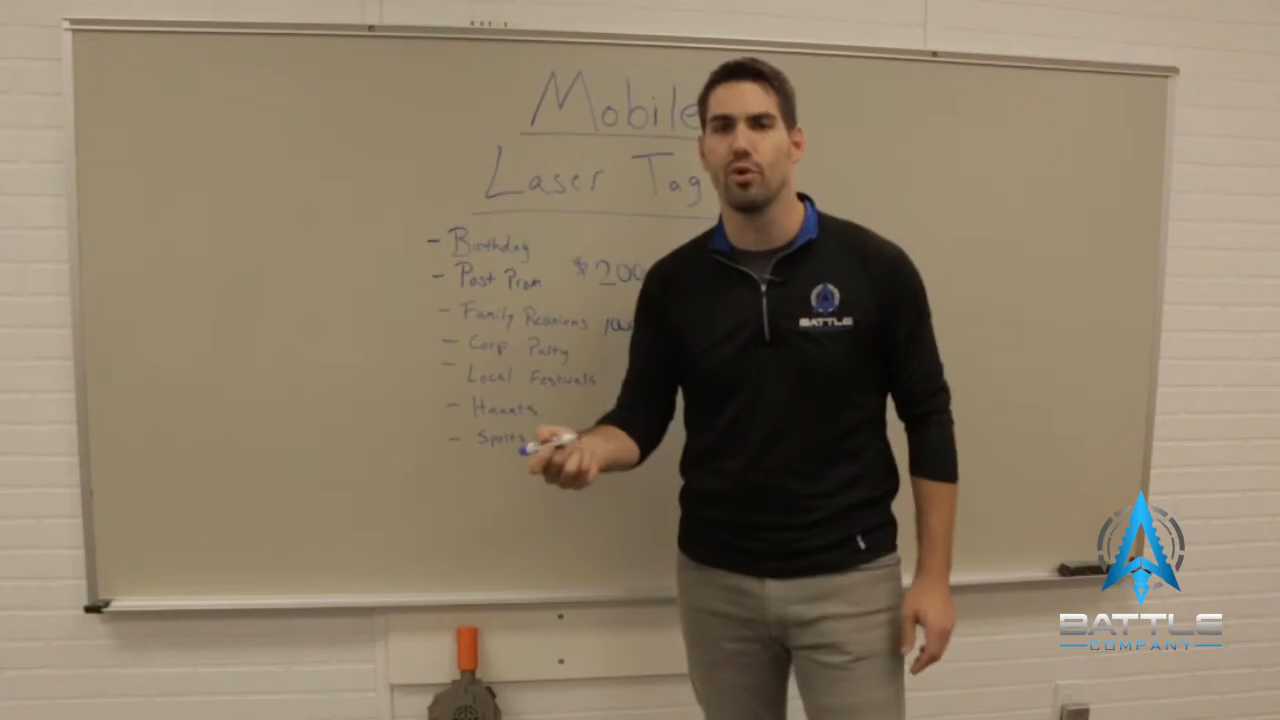 Mobile
Laser Tag
- Birthday
- Post Prom $200
- Family Reunions
- Corp. Party
- Local Festivals
- Haunts
- Sports
BATTLE
BATTLE
COMPANY